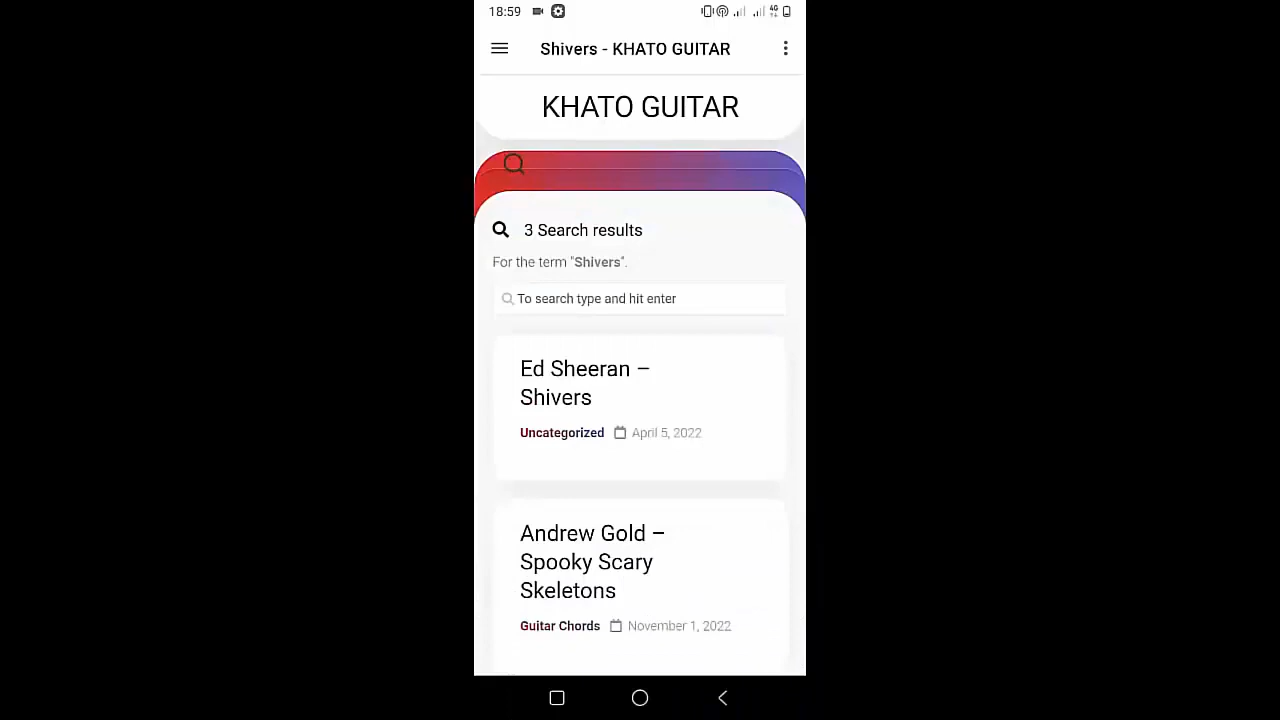 18:59
4G
Shivers - KHATO GUITAR
KHATO GUITAR
3 Search results
For the term "Shivers".
To search type and hit enter
Ed Sheeran –
Shivers
Uncategorized April 5, 2022
Andrew Gold –
Spooky Scary
Skeletons
Guitar Chords November 1, 2022